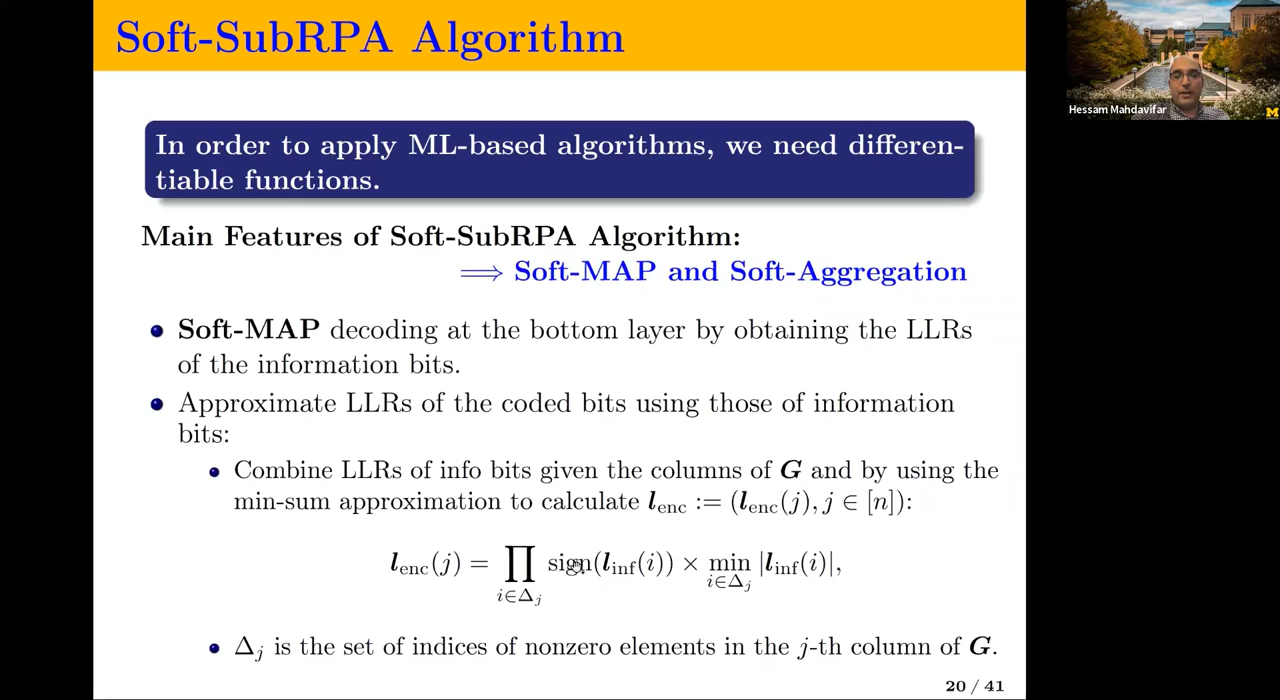 Soft-SubRPA Algorithm
Hessam Mahdavifar
M
In order to apply ML-based algorithms, we need differen-
tiable functions.
Main Features of Soft-SubRPA Algorithm:
⟹ Soft-MAP and Soft-Aggregation
Soft-MAP decoding at the bottom layer by obtaining the LLRs
of the information bits.
Approximate LLRs of the coded bits using those of information
bits:
Combine LLRs of info bits given the columns of G and by using the
min-sum approximation to calculate l_enc := (l_enc(j), j ∈ [n]):
l_enc(j) = ∏_{i∈Δ_j} sign(l_inf(i)) × min_{i∈Δ_j} |l_inf(i)|,
Δ_j is the set of indices of nonzero elements in the j-th column of G.
20 / 41